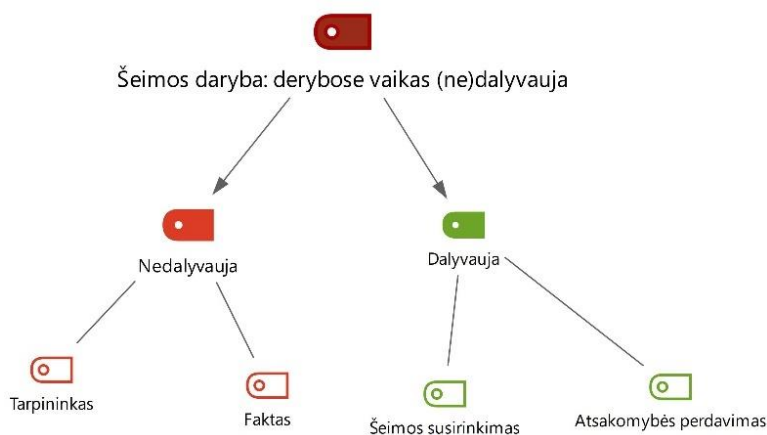 Šeimos daryba: derybose vaikas (ne)dalyvauja
Nedalyvauja
Dalyvauja
Tarpininkas
Faktas
Šeimos susirinkimas
Atsakomybės perdavimas